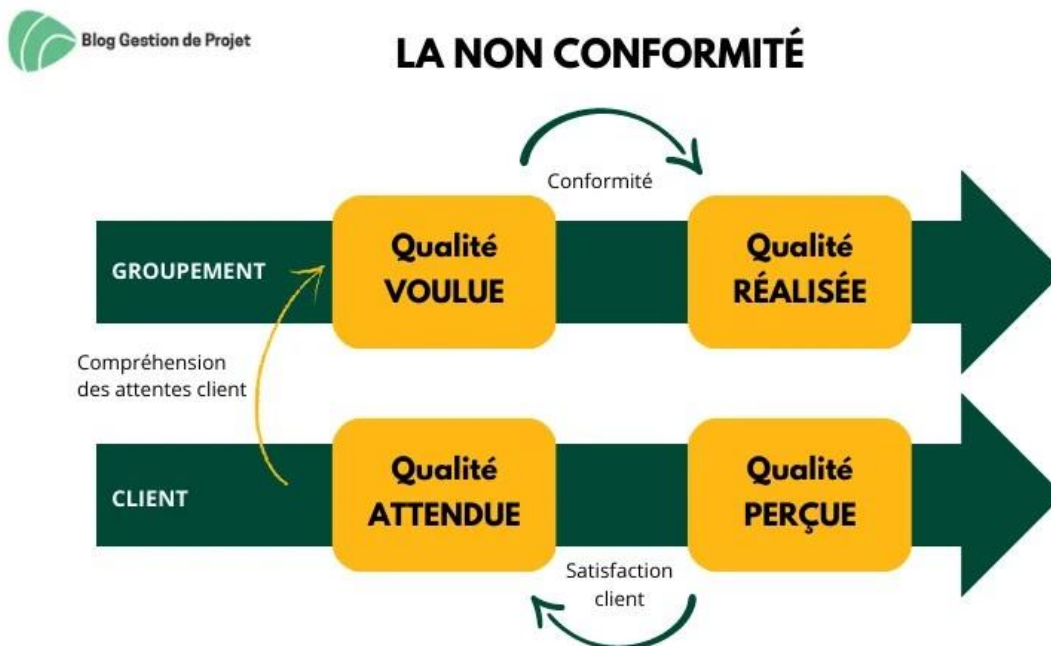 Blog Gestion de Projet
LA NON CONFORMITÉ
Conformité
GROUPEMENT
Qualité
VOULUE
Qualité
RÉALISÉE
Compréhension
des attentes client
CLIENT
Qualité
ATTENDUE
Qualité
PERÇUE
Satisfaction
client